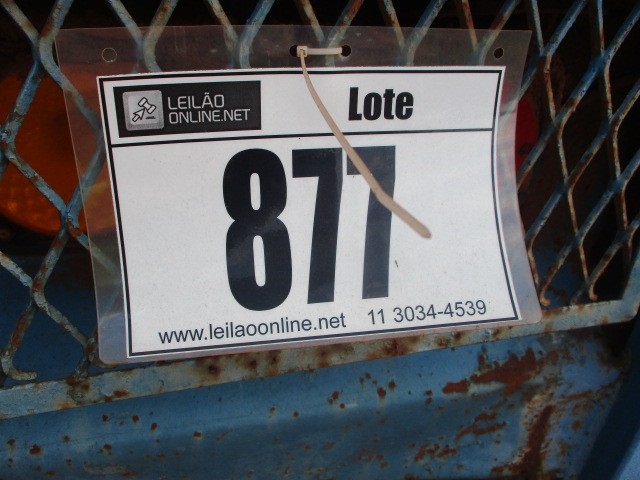 LEILÃO
ONLINE.NET
Lote
877
www.leilaoonline.net 11 3034-4539